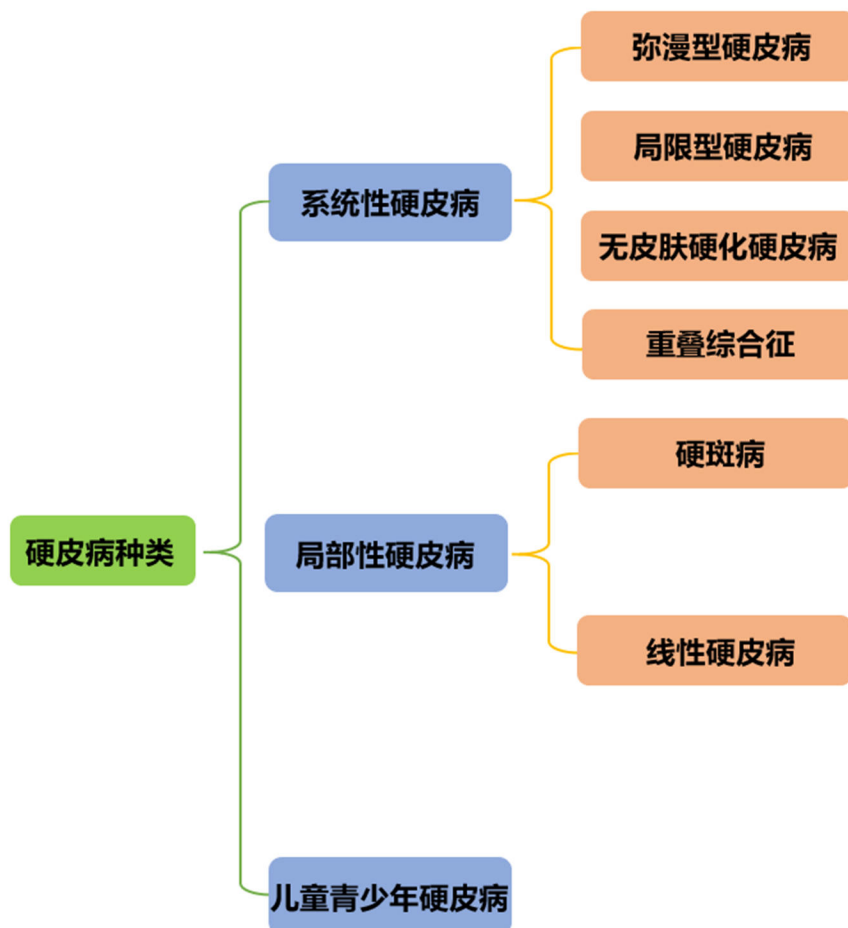 硬皮病种类
系统性硬皮病
弥漫型硬皮病
局限型硬皮病
无皮肤硬化硬皮病
重叠综合征
局部性硬皮病
硬斑病
线性硬皮病
儿童青少年硬皮病